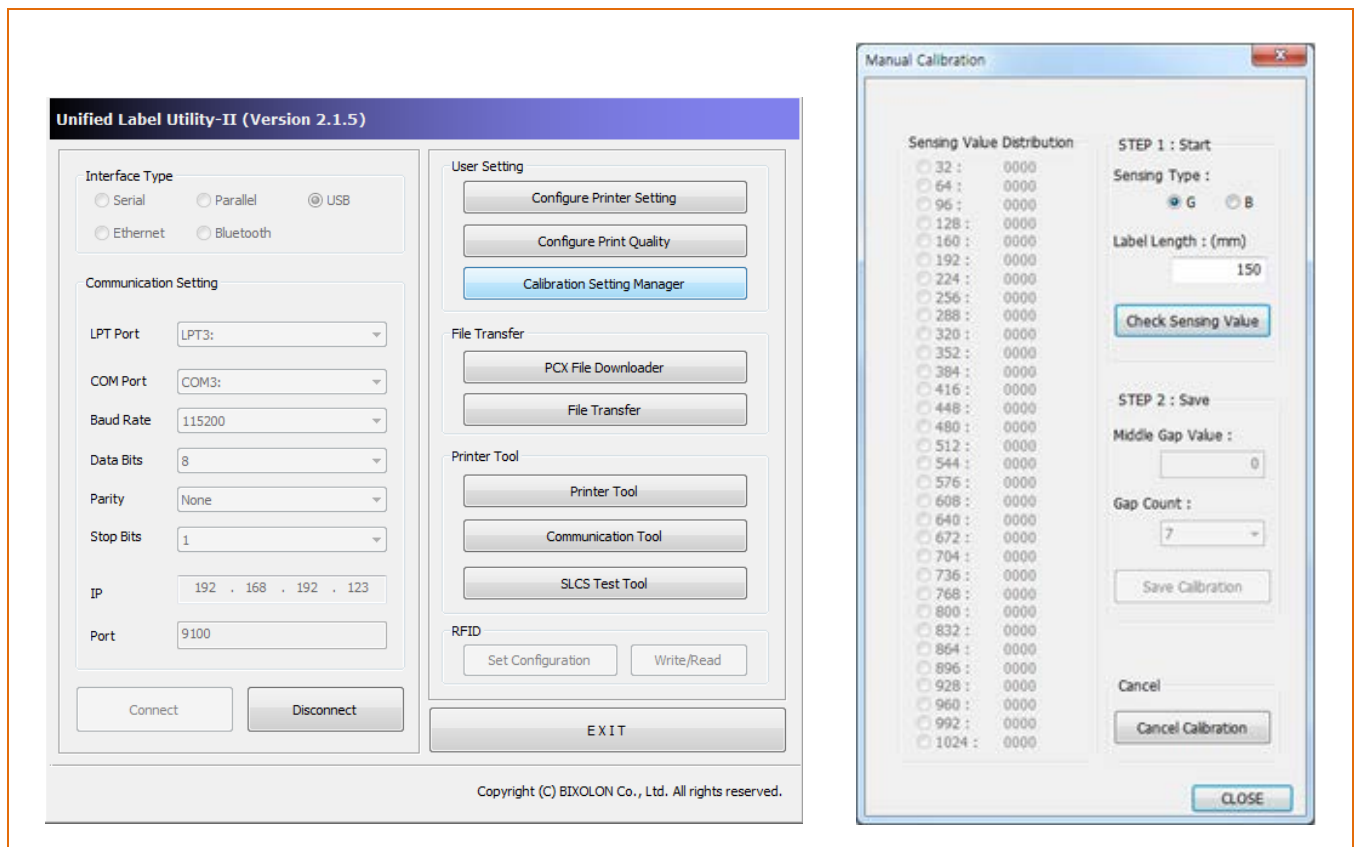 Unified Label Utility-II (Version 2.1.5)
Interface Type
Serial Parallel USB
Ethernet Bluetooth
Communication Setting
LPT Port LPT3:
COM Port COM3:
Baud Rate 115200
Data Bits 8
Parity None
Stop Bits 1
IP 192 . 168 . 192 . 123
Port 9100
Connect Disconnect
User Setting
Configure Printer Setting
Configure Print Quality
Calibration Setting Manager
File Transfer
PCX File Downloader
File Transfer
Printer Tool
Printer Tool
Communication Tool
SLCS Test Tool
RFID
Set Configuration Write/Read
EXIT
Copyright (C) BIXOLON Co., Ltd. All rights reserved.
Manual Calibration
Sensing Value Distribution
32 : 0000
64 : 0000
96 : 0000
128 : 0000
160 : 0000
192 : 0000
224 : 0000
256 : 0000
288 : 0000
320 : 0000
352 : 0000
384 : 0000
416 : 0000
448 : 0000
480 : 0000
512 : 0000
544 : 0000
576 : 0000
608 : 0000
640 : 0000
672 : 0000
704 : 0000
736 : 0000
768 : 0000
800 : 0000
832 : 0000
864 : 0000
896 : 0000
928 : 0000
960 : 0000
992 : 0000
1024 : 0000
STEP 1 : Start
Sensing Type :
G B
Label Length : (mm)
150
Check Sensing Value
STEP 2 : Save
Middle Gap Value :
0
Gap Count :
7
Save Calibration
Cancel
Cancel Calibration
CLOSE